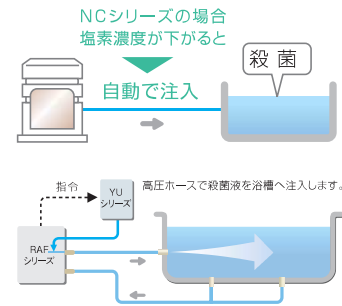 NCシリーズの場合
塩素濃度が下がると
自動で注入
殺菌
指令
YU
シリーズ
高圧ホースで殺菌液を浴槽へ注入します。
RAF
シリーズ